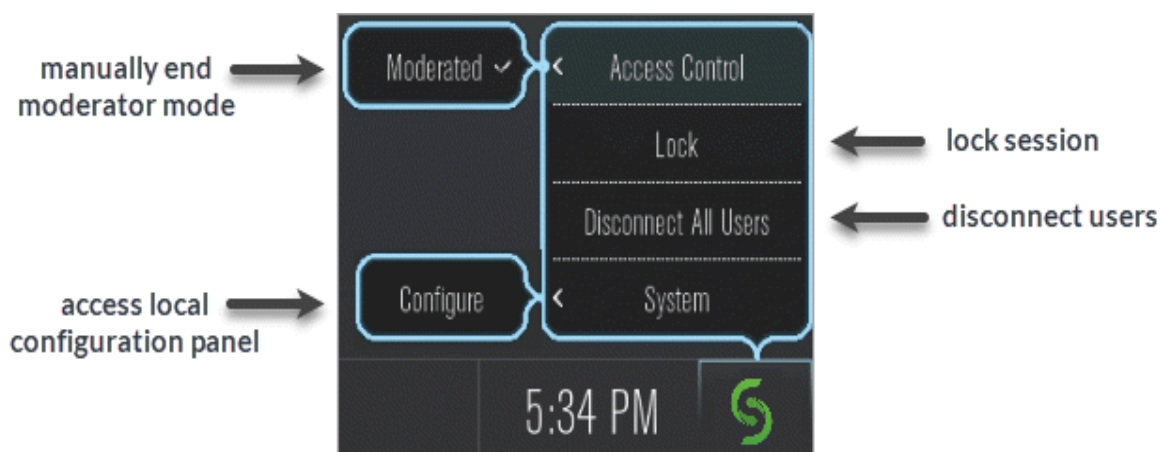 manually end
moderator mode
Moderated
Access Control
Lock
lock session
Disconnect All Users
disconnect users
access local
configuration panel
Configure
System
5:34 PM